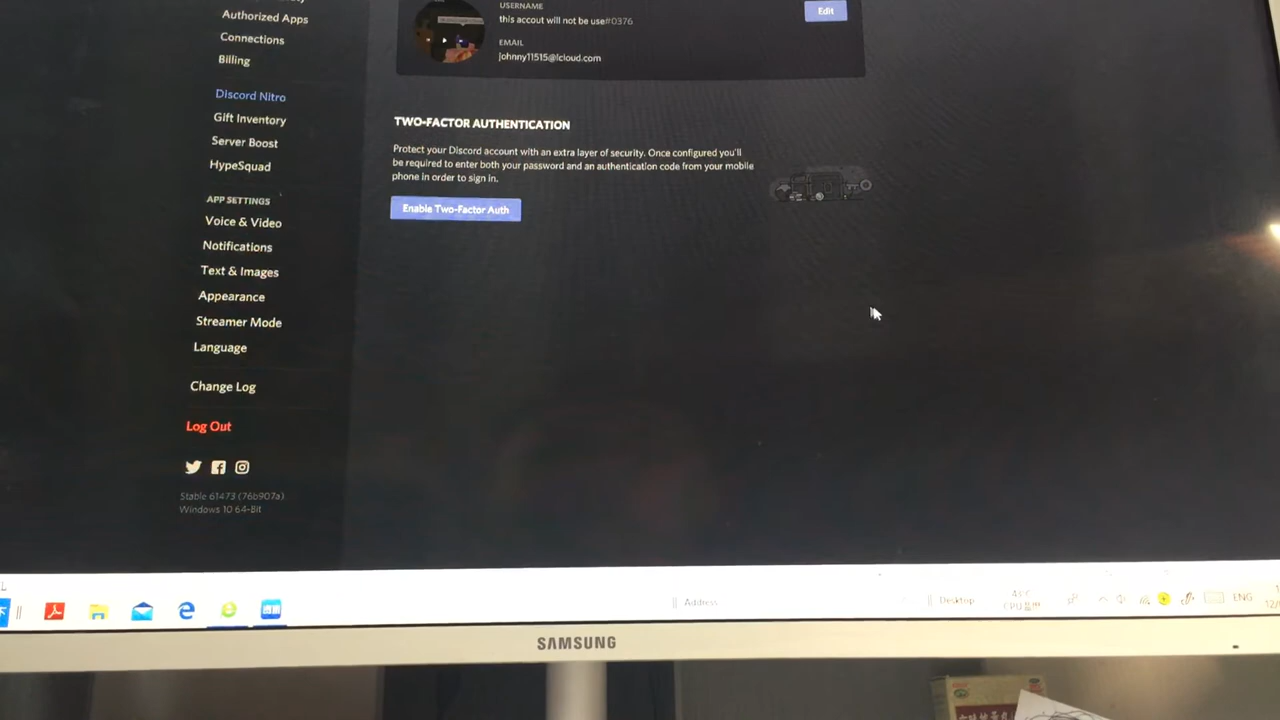 Authorized Apps
Connections
Billing
Discord Nitro
Gift Inventory
Server Boost
HypeSquad
APP SETTINGS
Voice & Video
Notifications
Text & Images
Appearance
Streamer Mode
Language
Change Log
Log Out
Stable 61473 (76b907a)
Windows 10 64-Bit
USERNAME
this accout will not be use#0376
Edit
EMAIL
johnny11515@icloud.com
TWO-FACTOR AUTHENTICATION
Protect your Discord account with an extra layer of security. Once configured you'll
be required to enter both your password and an authentication code from your mobile
phone in order to sign in.
Enable Two-Factor Auth
Address
Desktop
ENG
SAMSUNG